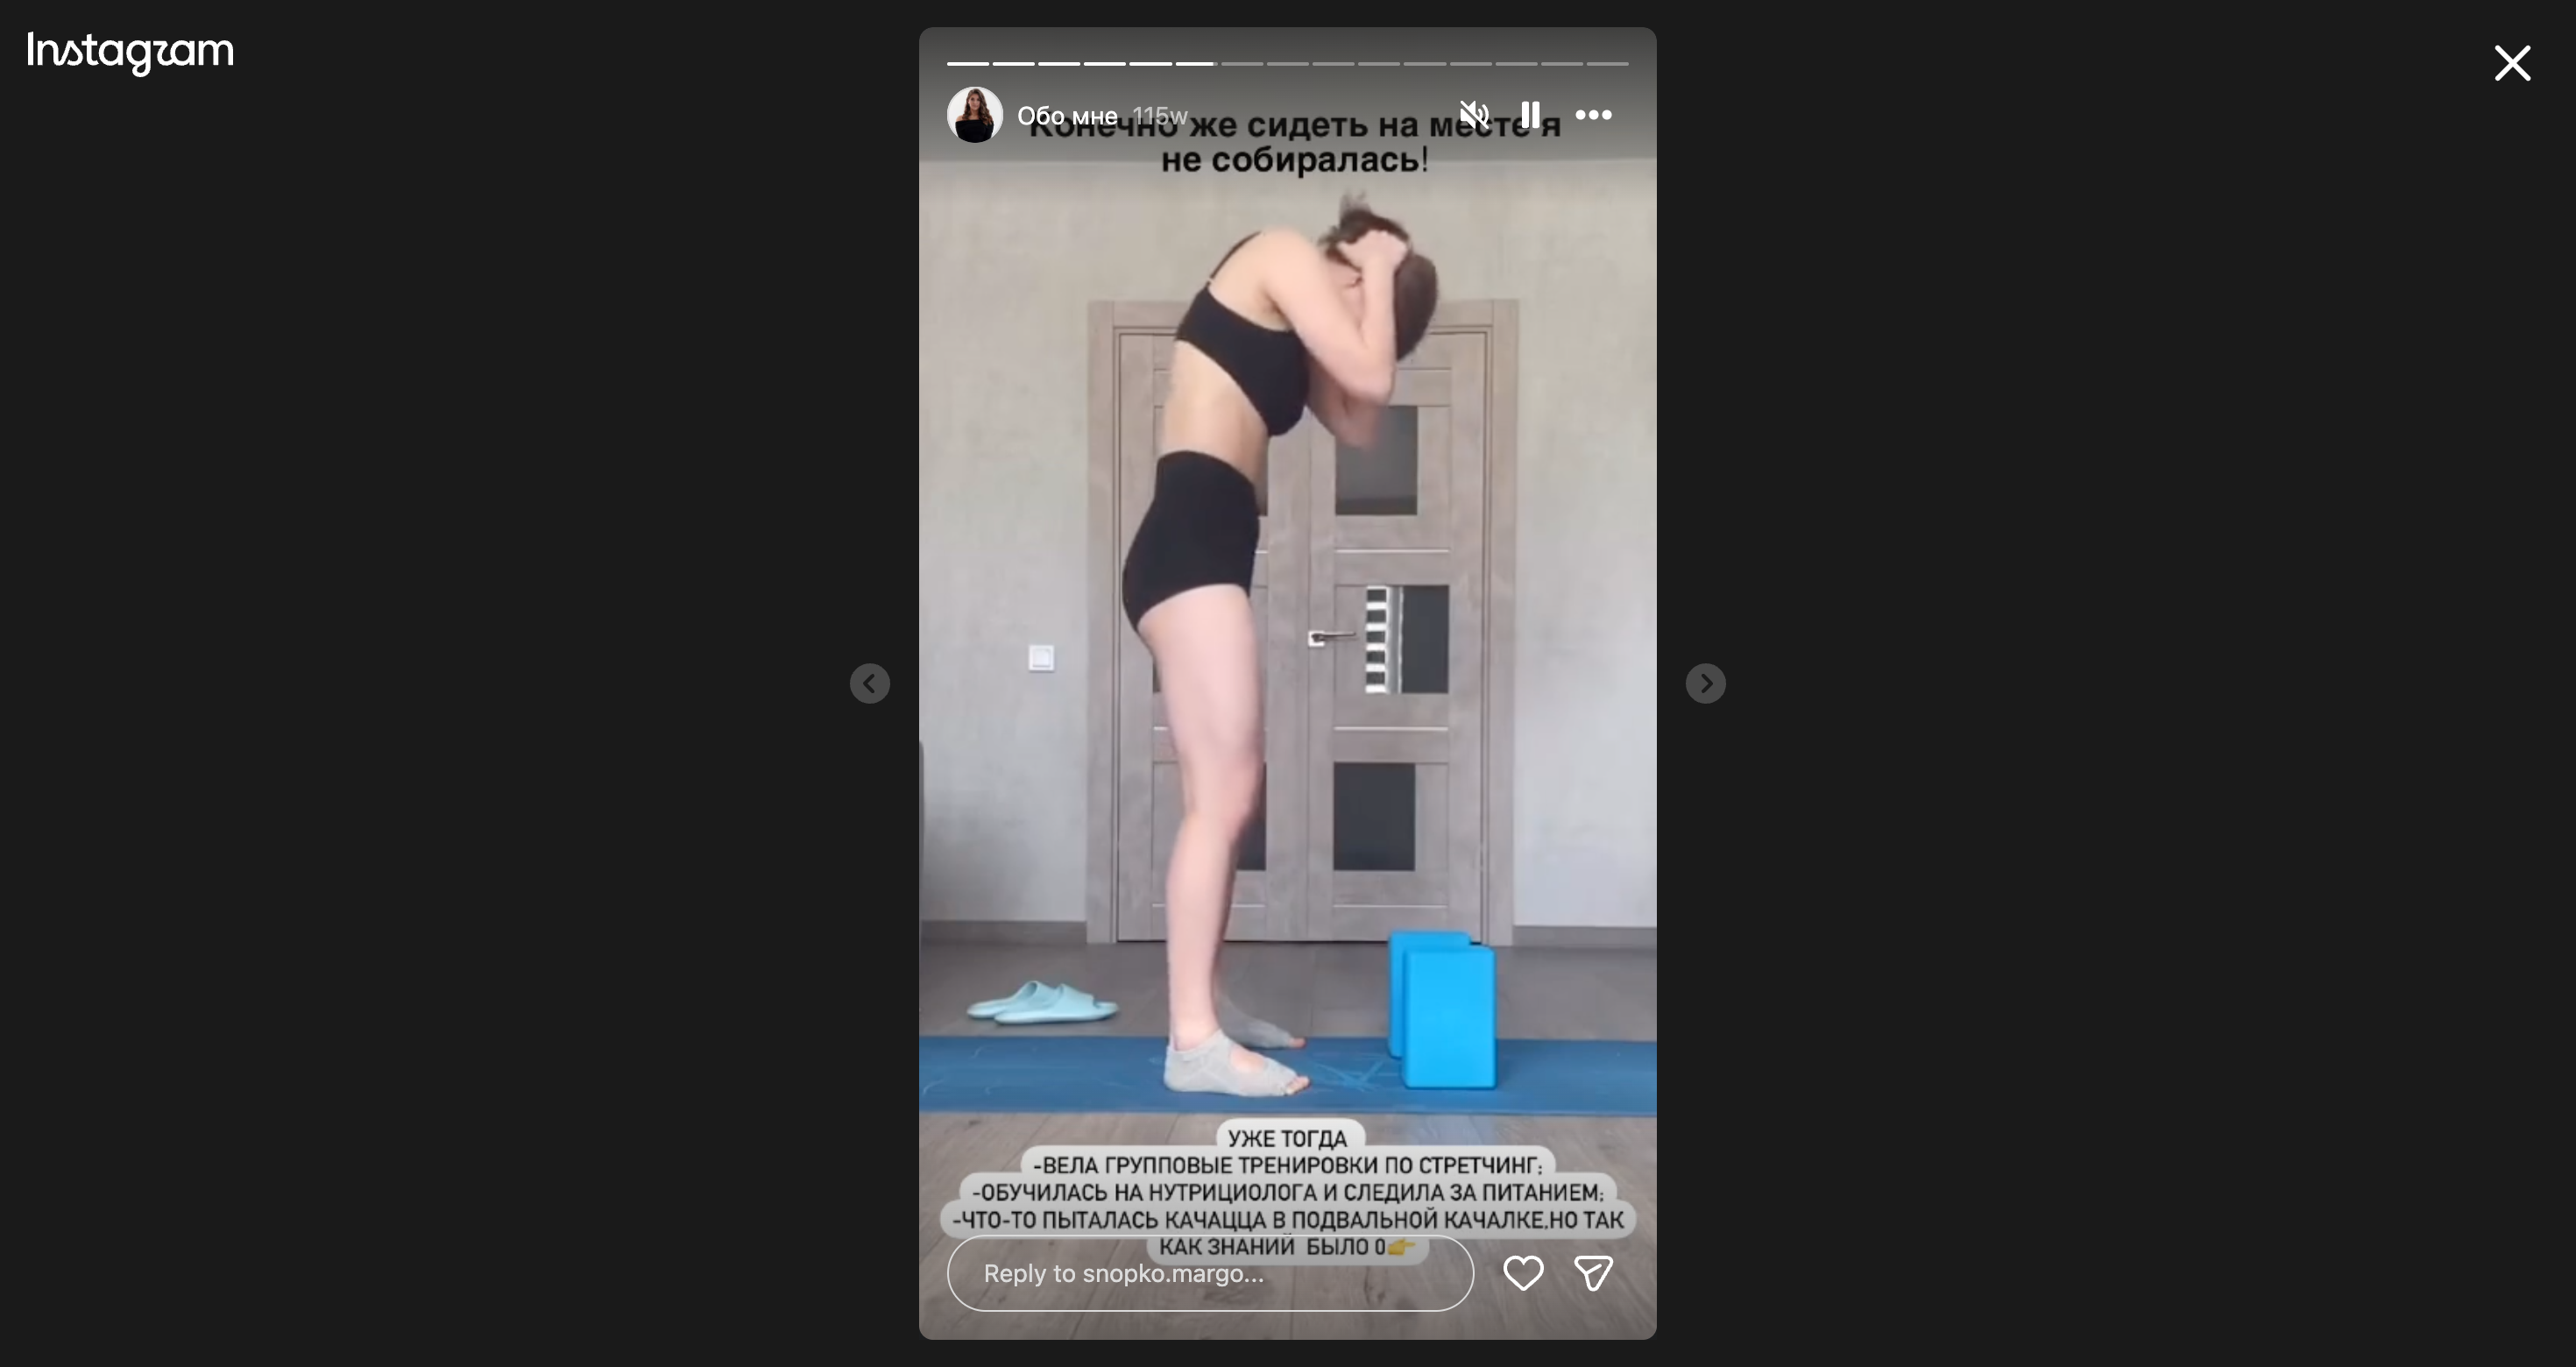 Instagram
Обо мне 115w
Конечно же сидеть на месте я
не собиралась!
УЖЕ ТОГДА
-ВЕЛА ГРУППОВЫЕ ТРЕНИРОВКИ ПО СТРЕТЧИНГ;
-ОБУЧИЛАСЬ НА НУТРИЦИОЛОГА И СЛЕДИЛА ЗА ПИТАНИЕМ;
-ЧТО-ТО ПЫТАЛАСЬ КАЧАЦЦА В ПОДВАЛЬНОЙ КАЧАЛКЕ,НО ТАК
КАК ЗНАНИЙ БЫЛО 0👉
Reply to snopko.margo...